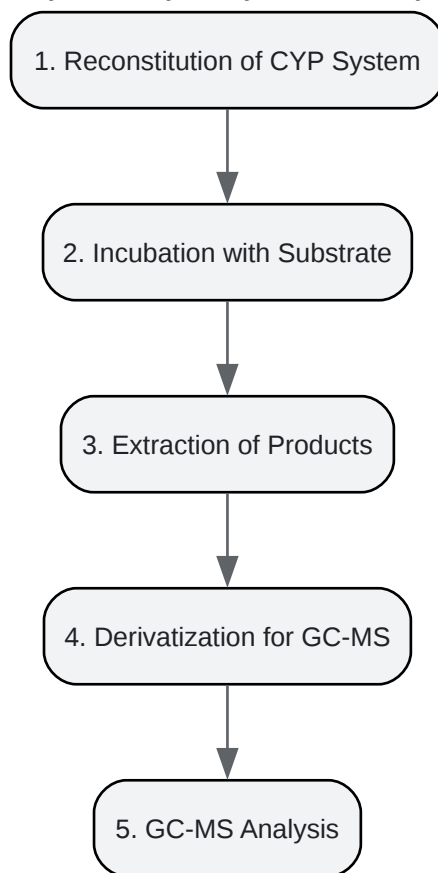 1. Reconstitution of CYP System
2. Incubation with Substrate
3. Extraction of Products
4. Derivatization for GC-MS
5. GC-MS Analysis